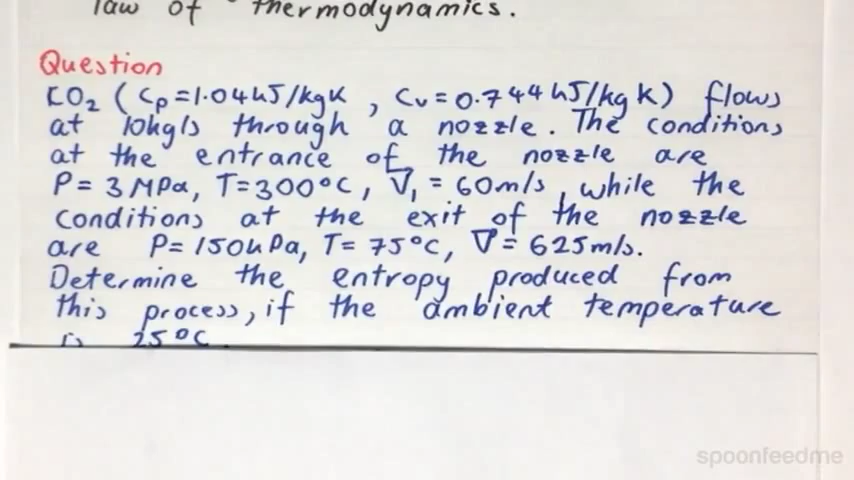 law of thermodynamics.
Question
CO2 (Cp=1.04kJ/kgK, Cv=0.744kJ/kgK) flows
at 10kg/s through a nozzle. The conditions
at the entrance of the nozzle are
P=3MPa, T=300°C, V1=60m/s, while the
conditions at the exit of the nozzle
are P=150kPa, T=75°C, V=625m/s.
Determine the entropy produced from
this process, if the ambient temperature
is 25°C
spoonfeedme